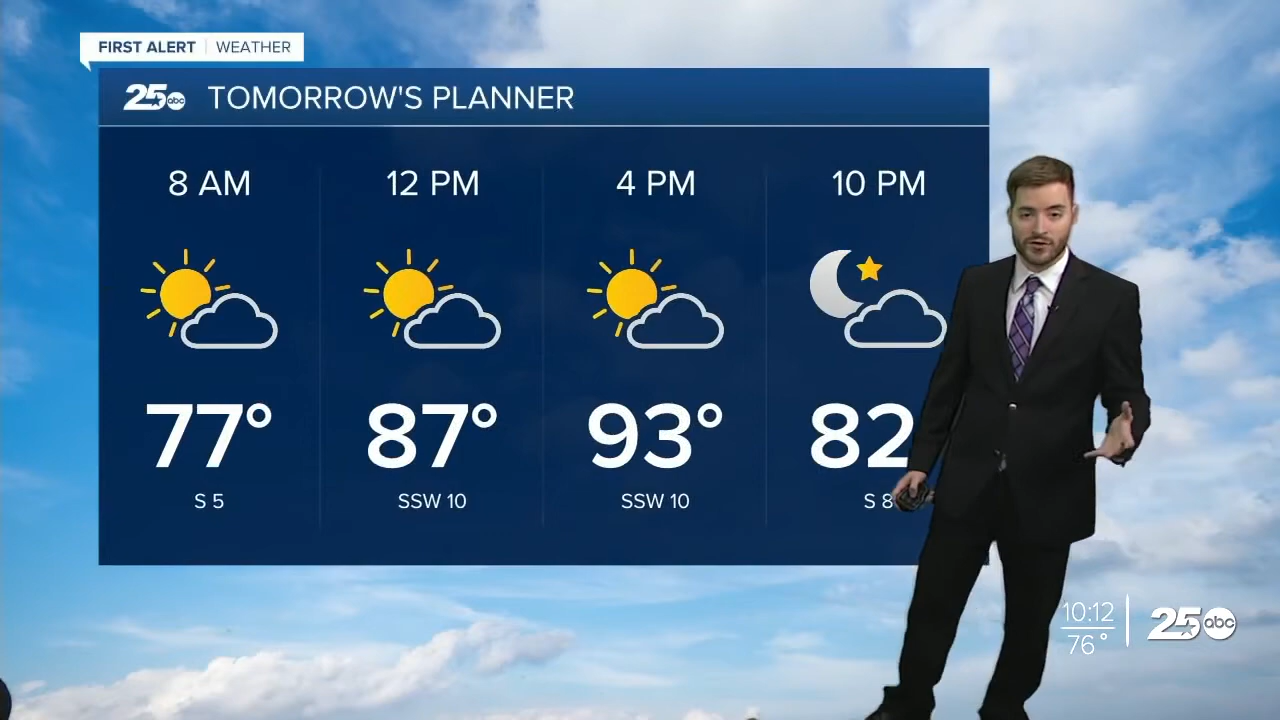 FIRST ALERT | WEATHER
25 abc TOMORROW'S PLANNER
8 AM 12 PM 4 PM 10 PM
77° 87° 93° 82
S 5 SSW 10 SSW 10 S 8
10:12
76°
25 abc